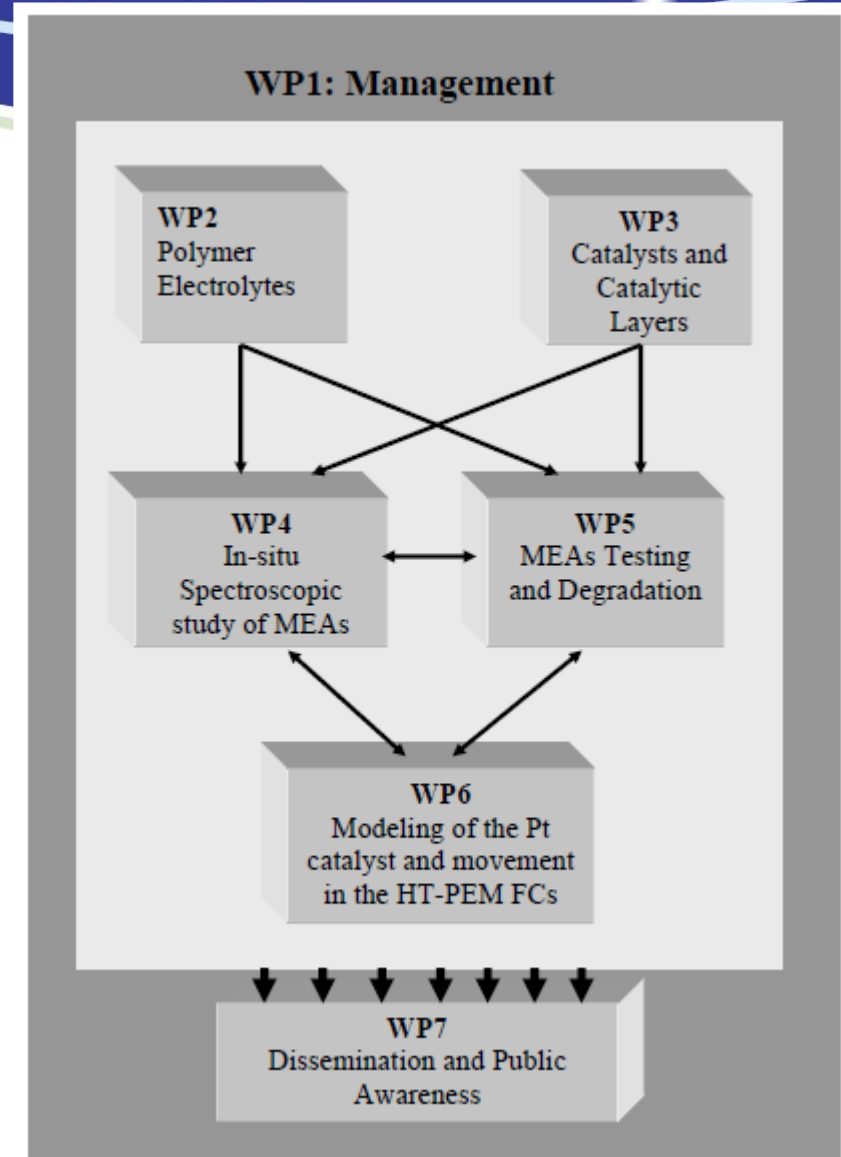 WP1: Management
WP2
Polymer
Electrolytes
WP3
Catalysts and
Catalytic
Layers
WP4
In-situ
Spectroscopic
study of MEAs
WP5
MEAs Testing
and Degradation
WP6
Modeling of the Pt
catalyst and movement
in the HT-PEM FCs
WP7
Dissemination and Public
Awareness